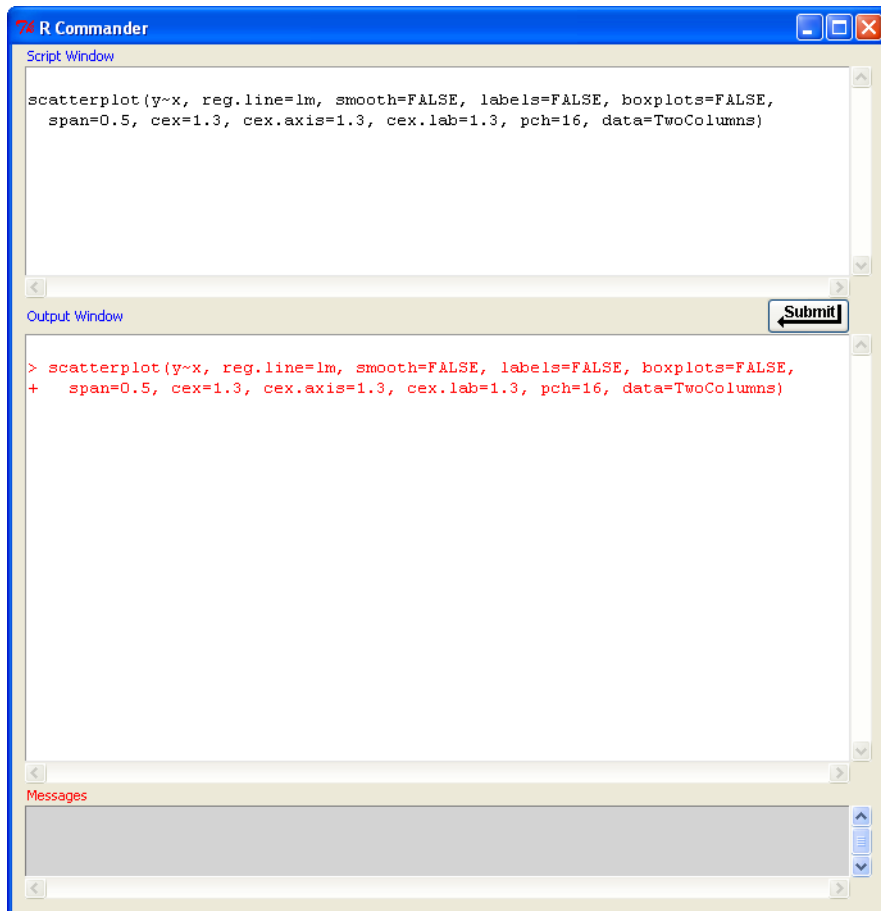 R Commander
Script Window
scatterplot(y~x, reg.line=lm, smooth=FALSE, labels=FALSE, boxplots=FALSE,
  span=0.5, cex=1.3, cex.axis=1.3, cex.lab=1.3, pch=16, data=TwoColumns)
Output Window
Submit
> scatterplot(y~x, reg.line=lm, smooth=FALSE, labels=FALSE, boxplots=FALSE,
+   span=0.5, cex=1.3, cex.axis=1.3, cex.lab=1.3, pch=16, data=TwoColumns)
Messages